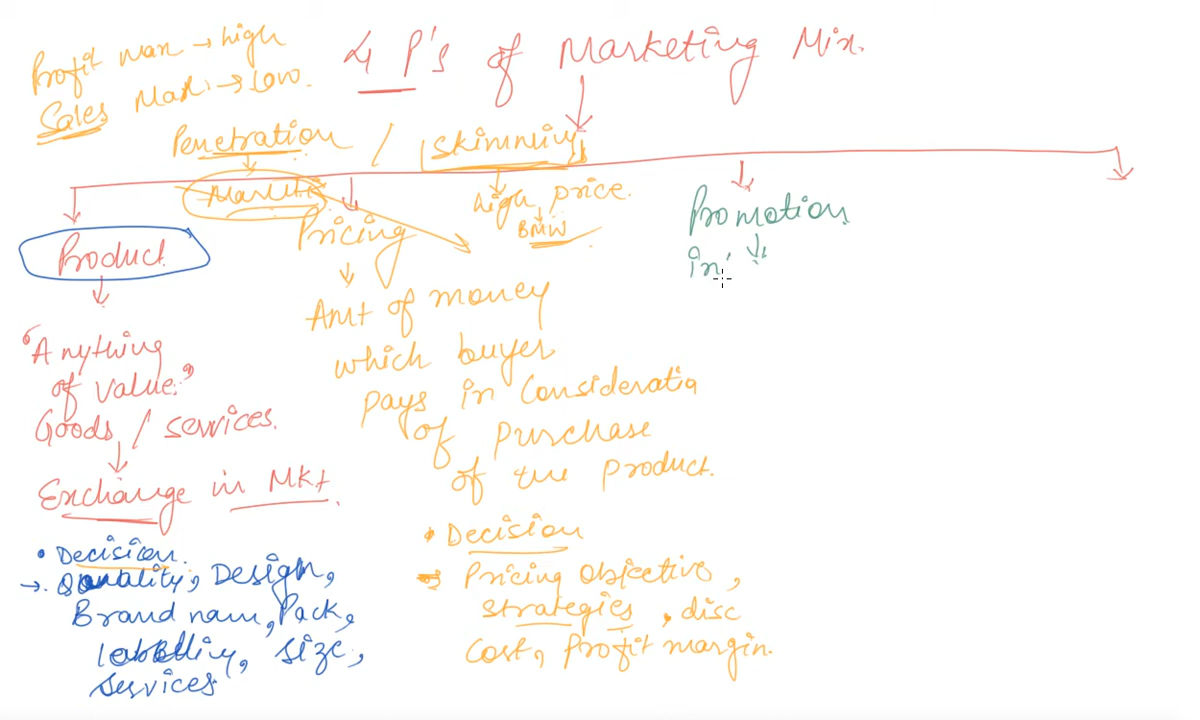 4 P's of Marketing Mix.
Profit Max → high
Sales Max → Low.
Penetration / Skimming
Market
high price.
BMW
Product
"Anything
of value."
Goods / services.
Exchange in Mkt.
• Decision.
→ Quality, Design,
Brand name, Pack,
labelling, size,
services
Pricing
Amt of money
which buyer
pays in Consideratio
of purchase
of the product.
• Decision
Pricing objective,
strategies, disc
Cost, Profit margin.
Promotion
in